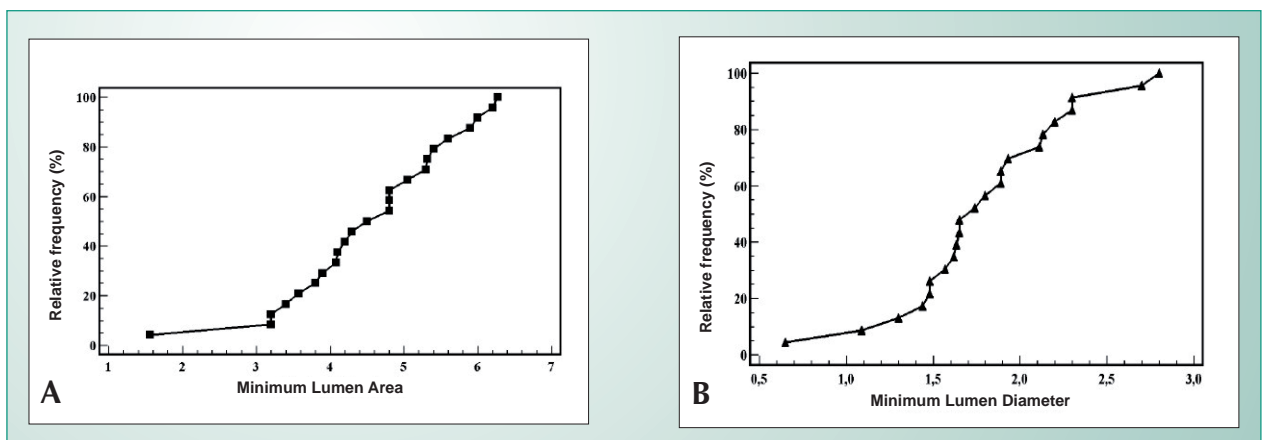 100
80
60
40
20
0
Relative frequency (%)
1 2 3 4 5 6 7
Minimum Lumen Area
A
100
80
60
40
20
0
Relative frequency (%)
0,5 1,0 1,5 2,0 2,5 3,0
Minimum Lumen Diameter
B